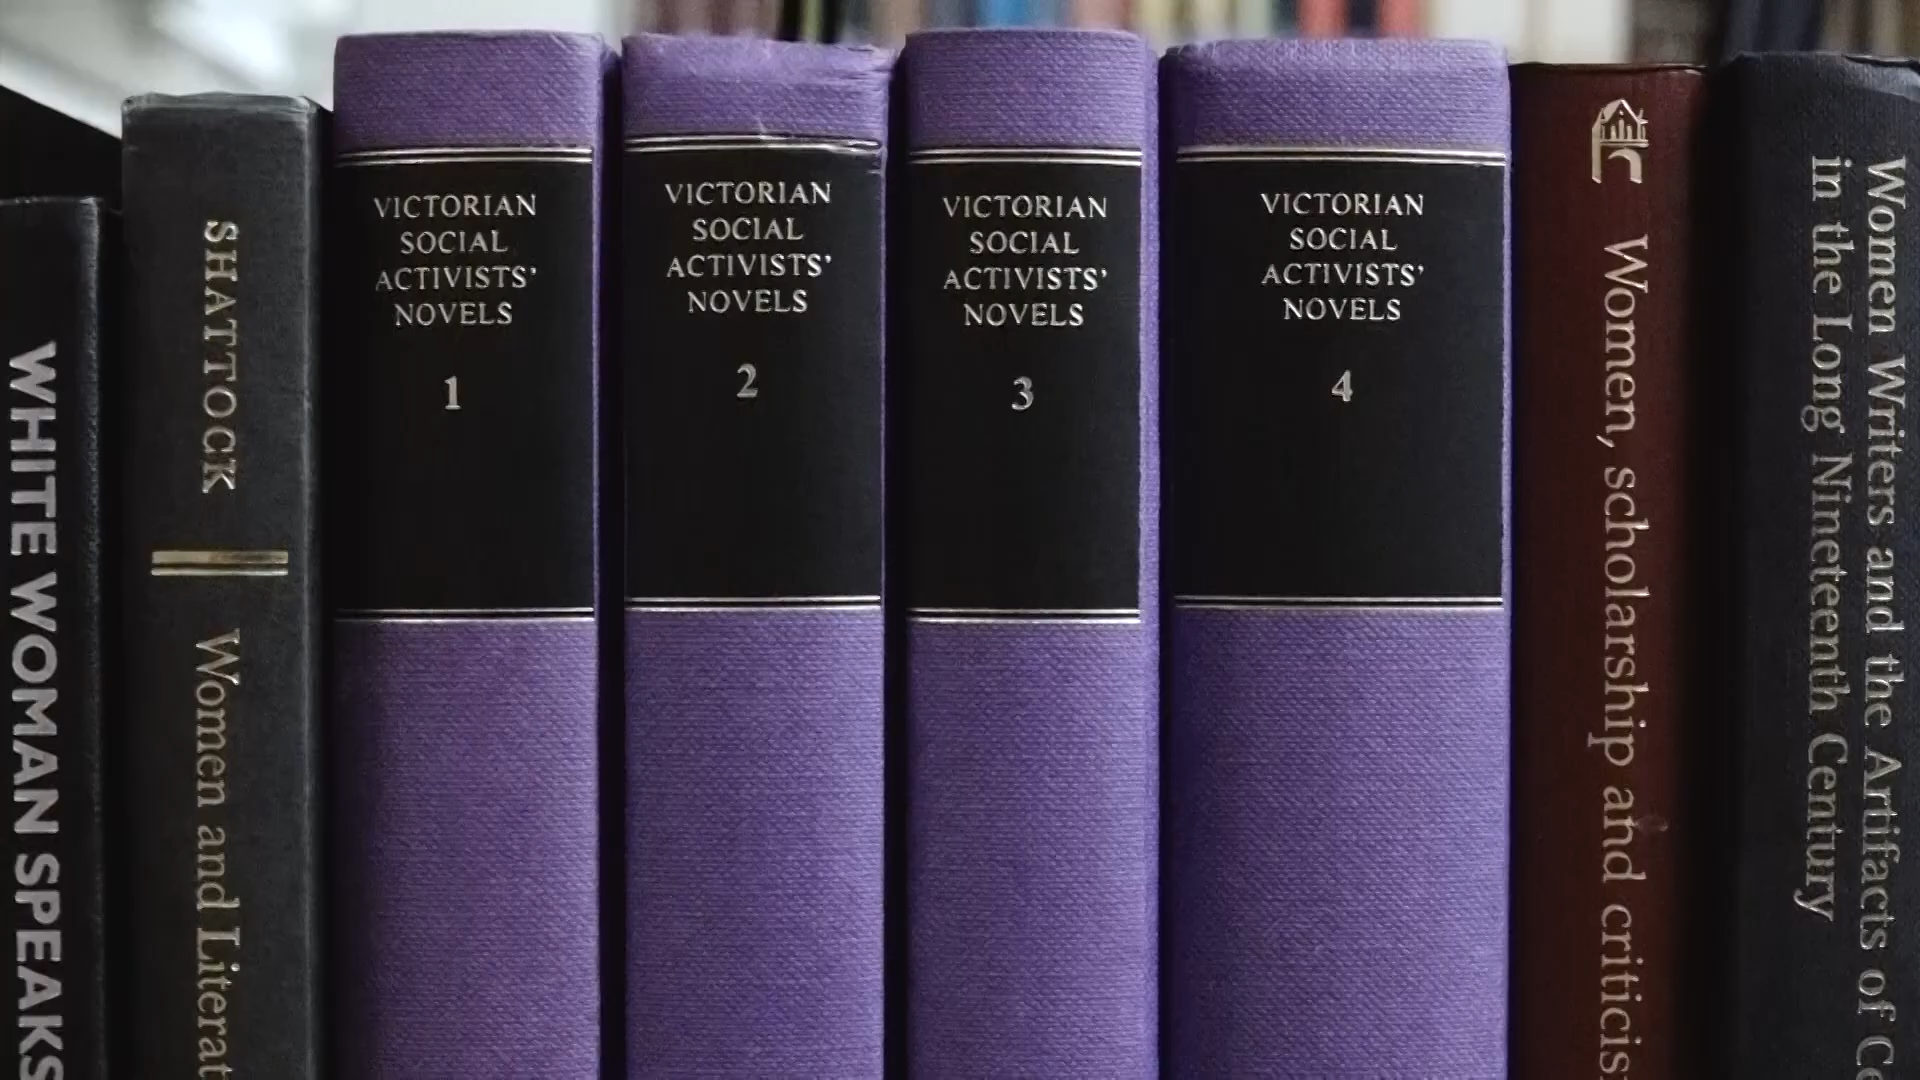 WHITE WOMAN SPEAKS
SHATTOCK
Women and Literat
VICTORIAN
SOCIAL
ACTIVISTS'
NOVELS
1
VICTORIAN
SOCIAL
ACTIVISTS'
NOVELS
2
VICTORIAN
SOCIAL
ACTIVISTS'
NOVELS
3
VICTORIAN
SOCIAL
ACTIVISTS'
NOVELS
4
Women, scholarship and criticis
Women Writers and the Artifacts of Ce
in the Long Nineteenth Century